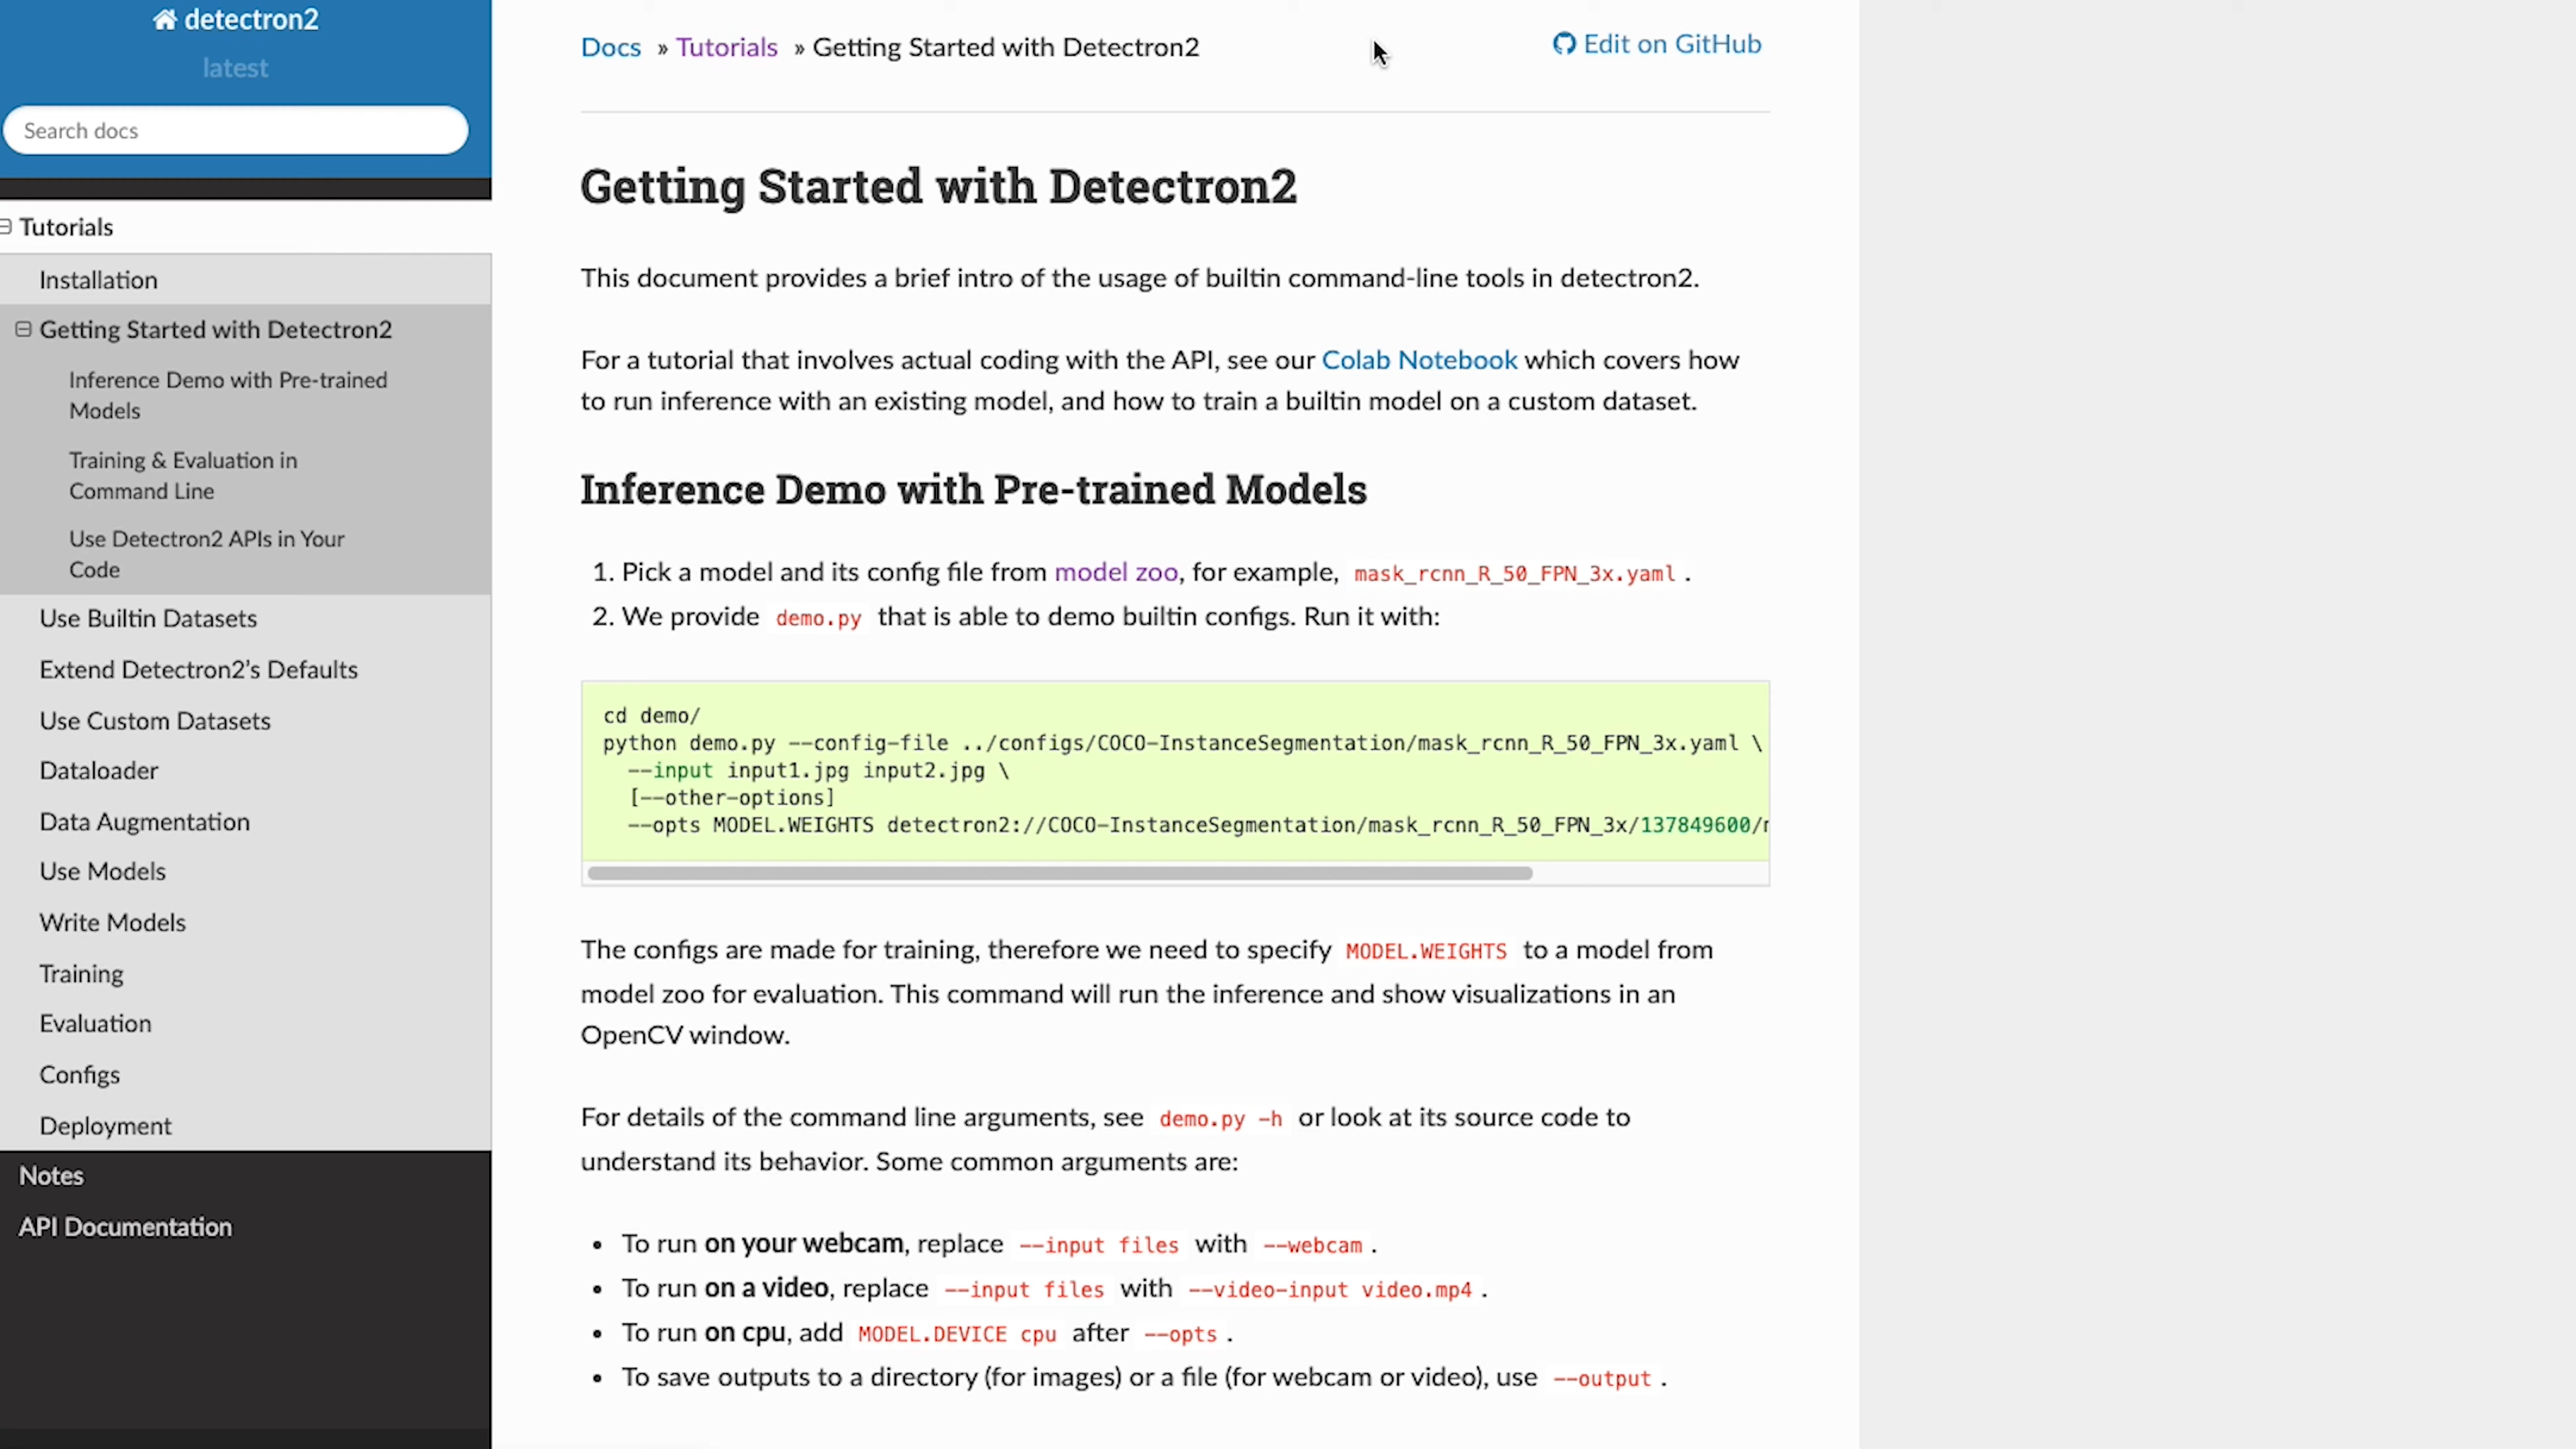 detectron2
latest
Search docs
Tutorials
Installation
Getting Started with Detectron2
Inference Demo with Pre-trained
Models
Training & Evaluation in
Command Line
Use Detectron2 APIs in Your
Code
Use Builtin Datasets
Extend Detectron2’s Defaults
Use Custom Datasets
Dataloader
Data Augmentation
Use Models
Write Models
Training
Evaluation
Configs
Deployment
Notes
API Documentation
Docs » Tutorials » Getting Started with Detectron2
Edit on GitHub
Getting Started with Detectron2
This document provides a brief intro of the usage of builtin command-line tools in detectron2.
For a tutorial that involves actual coding with the API, see our Colab Notebook which covers how
to run inference with an existing model, and how to train a builtin model on a custom dataset.
Inference Demo with Pre-trained Models
1. Pick a model and its config file from model zoo, for example, mask_rcnn_R_50_FPN_3x.yaml .
2. We provide demo.py that is able to demo builtin configs. Run it with:
cd demo/
python demo.py --config-file ../configs/COCO-InstanceSegmentation/mask_rcnn_R_50_FPN_3x.yaml \
--input input1.jpg input2.jpg \
[--other-options]
--opts MODEL.WEIGHTS detectron2://COCO-InstanceSegmentation/mask_rcnn_R_50_FPN_3x/137849600/
The configs are made for training, therefore we need to specify MODEL.WEIGHTS to a model from
model zoo for evaluation. This command will run the inference and show visualizations in an
OpenCV window.
For details of the command line arguments, see demo.py -h or look at its source code to
understand its behavior. Some common arguments are:
• To run on your webcam, replace --input files with --webcam .
• To run on a video, replace --input files with --video-input video.mp4 .
• To run on cpu, add MODEL.DEVICE cpu after --opts .
• To save outputs to a directory (for images) or a file (for webcam or video), use --output .